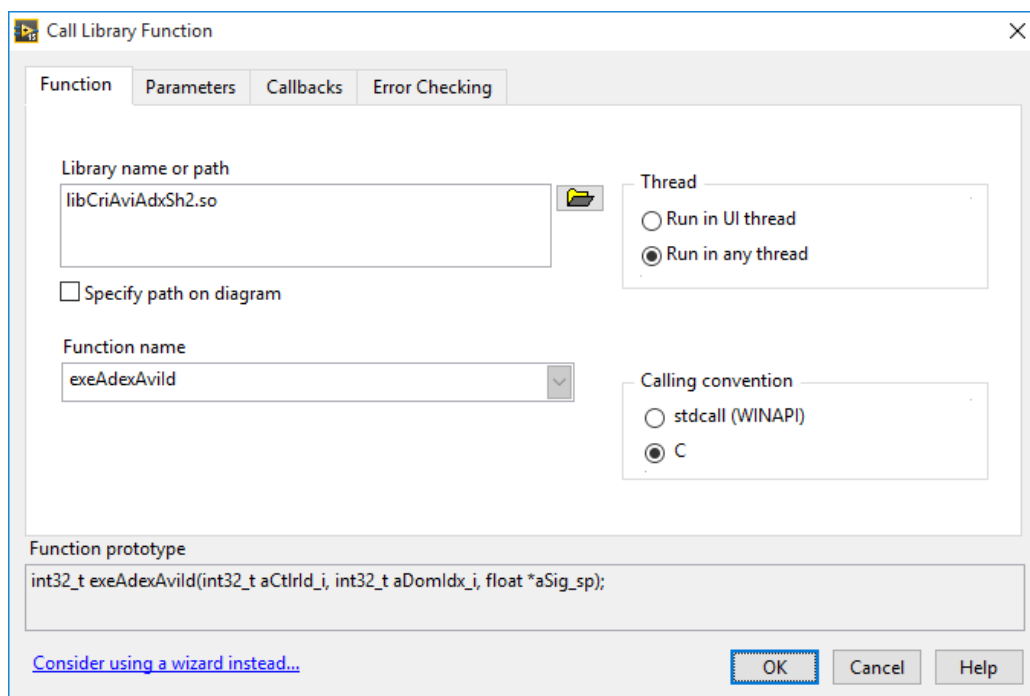 Call Library Function
Function
Parameters
Callbacks
Error Checking
Library name or path
libCriAviAdxSh2.so
Specify path on diagram
Function name
exeAdexAviId
Thread
Run in UI thread
Run in any thread
Calling convention
stdcall (WINAPI)
C
Function prototype
int32_t exeAdexAviId(int32_t aCtlrId_i, int32_t aDomIdx_i, float *aSig_sp);
Consider using a wizard instead...
OK
Cancel
Help